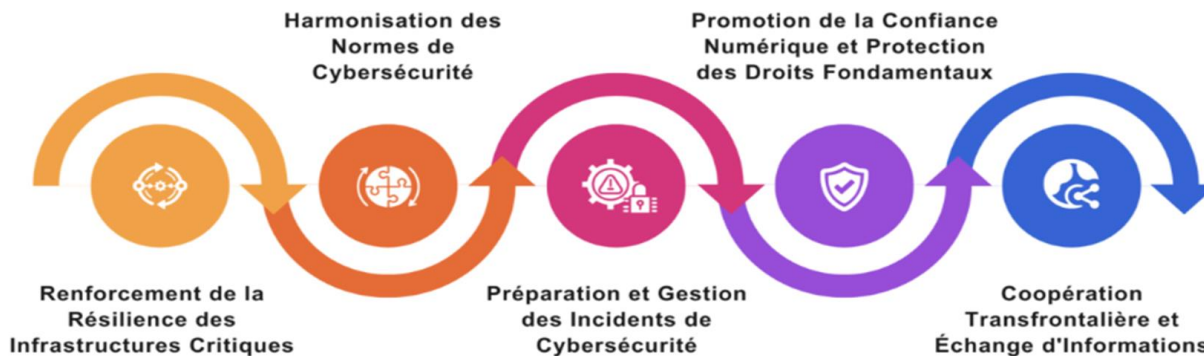 Harmonisation des
Normes de
Cybersécurité
Promotion de la Confiance
Numérique et Protection
des Droits Fondamentaux
Renforcement de la
Résilience des
Infrastructures Critiques
Préparation et Gestion
des Incidents de
Cybersécurité
Coopération
Transfrontalière et
Échange d'Informations